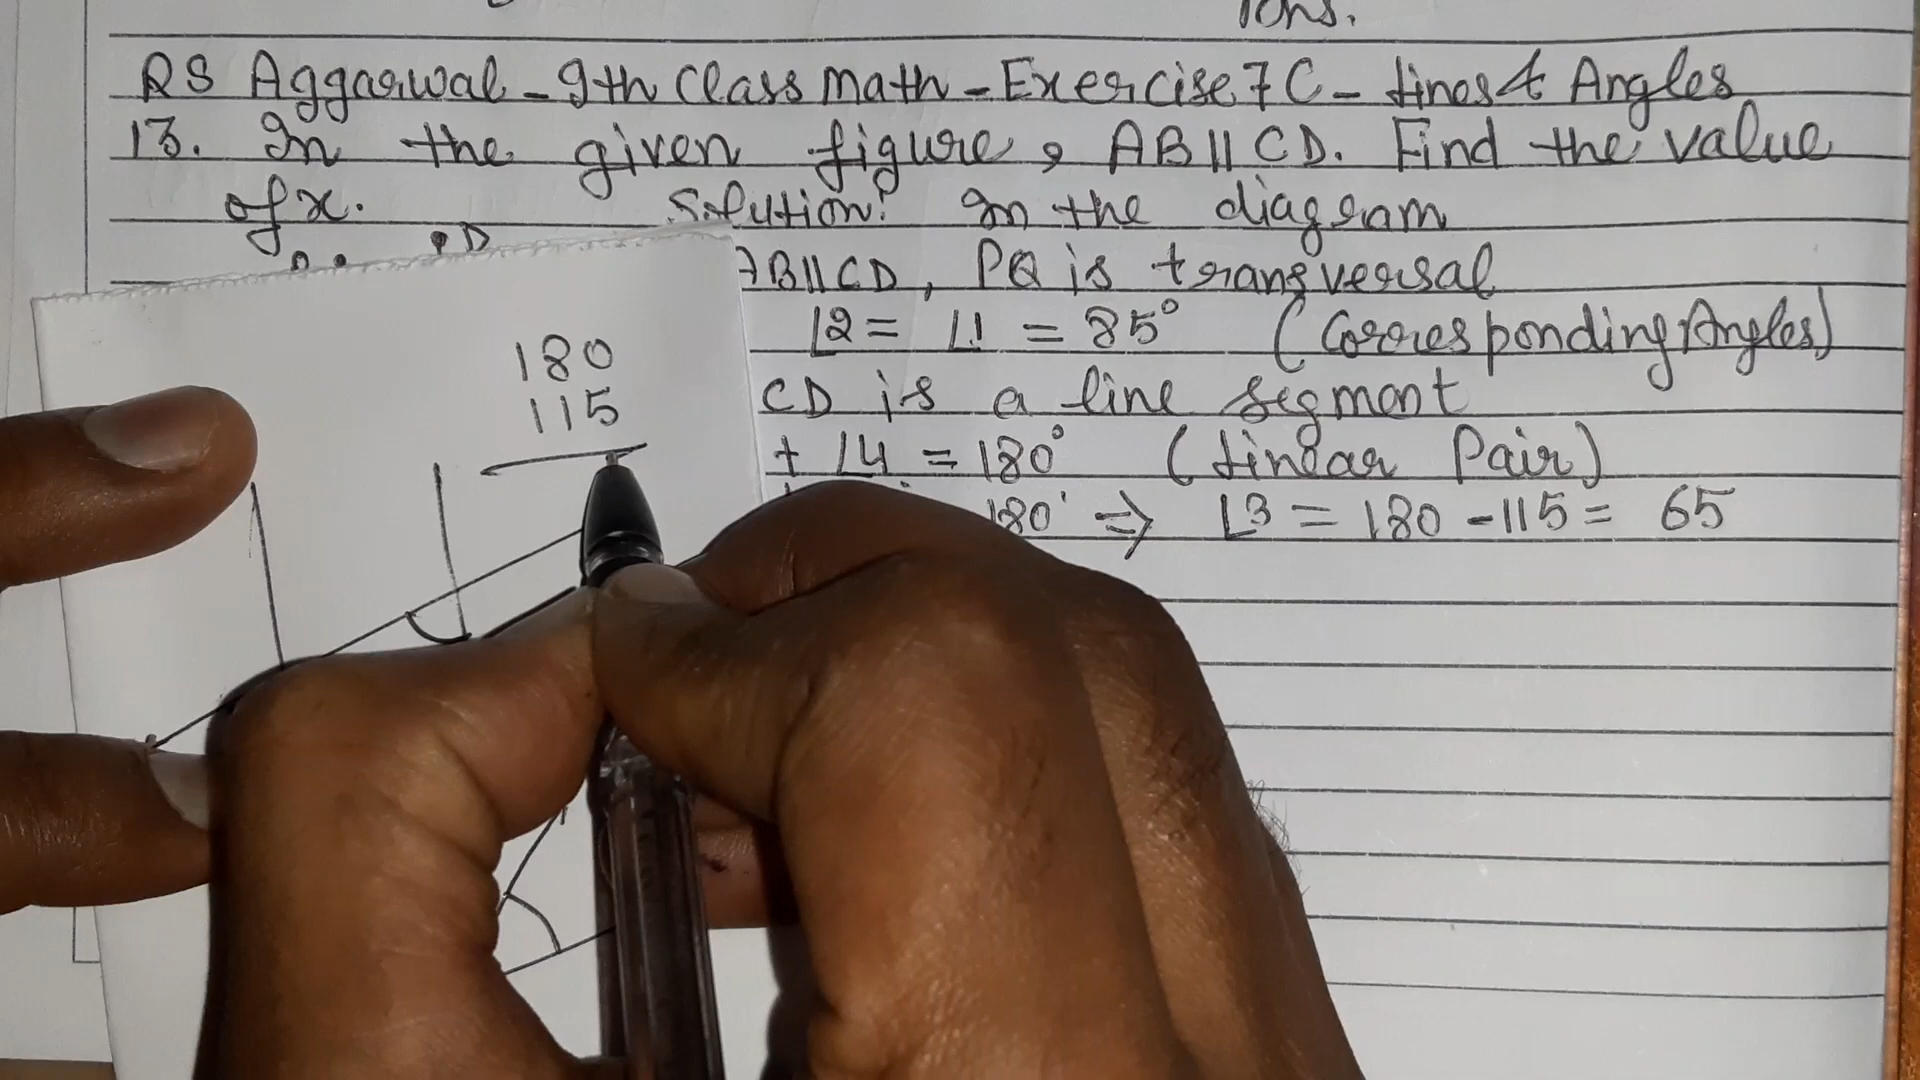 RS Aggarwal - 9th Class Math - Exercise 7C - Lines & Angles
13. In the given figure, AB || CD. Find the value
of x. Solution: In the diagram
D
AB || CD, PQ is transversal
∠2 = ∠1 = 85° (Corresponding Angles)
CD is a line segment
+ ∠4 = 180° (Linear Pair)
180° => ∠3 = 180 - 115 = 65
180
115